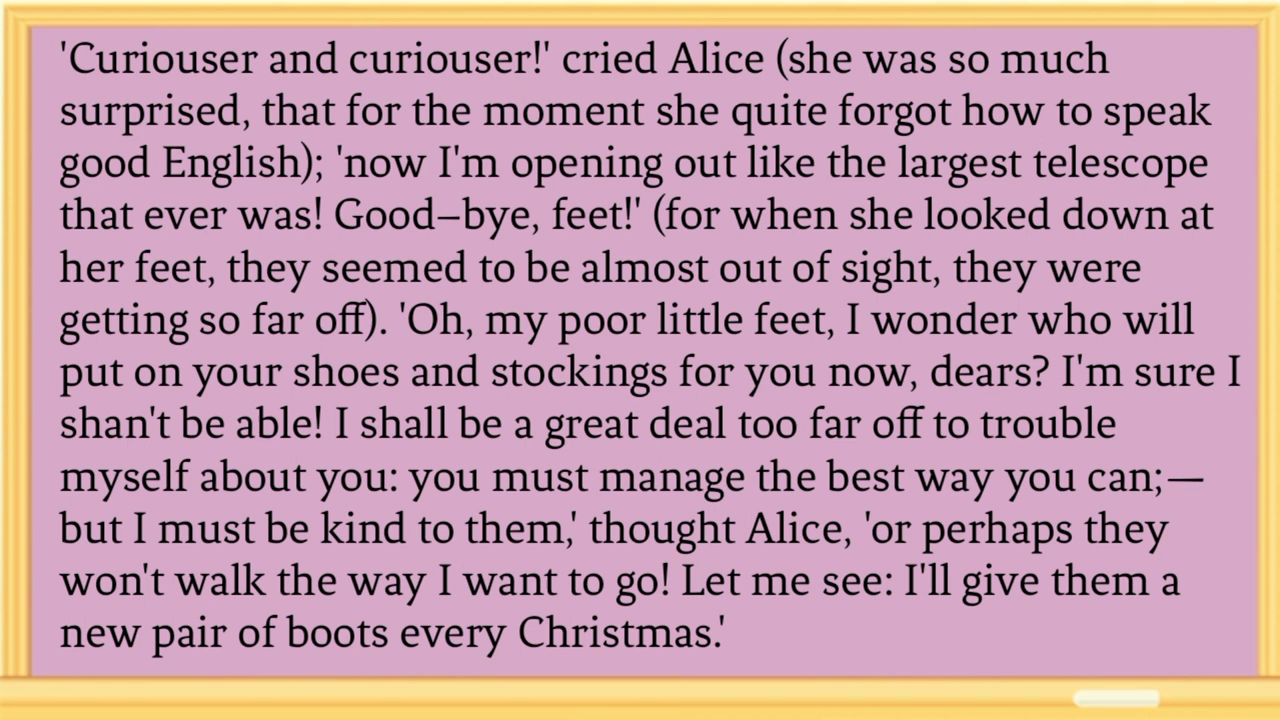 'Curiouser and curiouser!' cried Alice (she was so much
surprised, that for the moment she quite forgot how to speak
good English); 'now I'm opening out like the largest telescope
that ever was! Good–bye, feet!' (for when she looked down at
her feet, they seemed to be almost out of sight, they were
getting so far off). 'Oh, my poor little feet, I wonder who will
put on your shoes and stockings for you now, dears? I'm sure I
shan't be able! I shall be a great deal too far off to trouble
myself about you: you must manage the best way you can;—
but I must be kind to them,' thought Alice, 'or perhaps they
won't walk the way I want to go! Let me see: I'll give them a
new pair of boots every Christmas.'